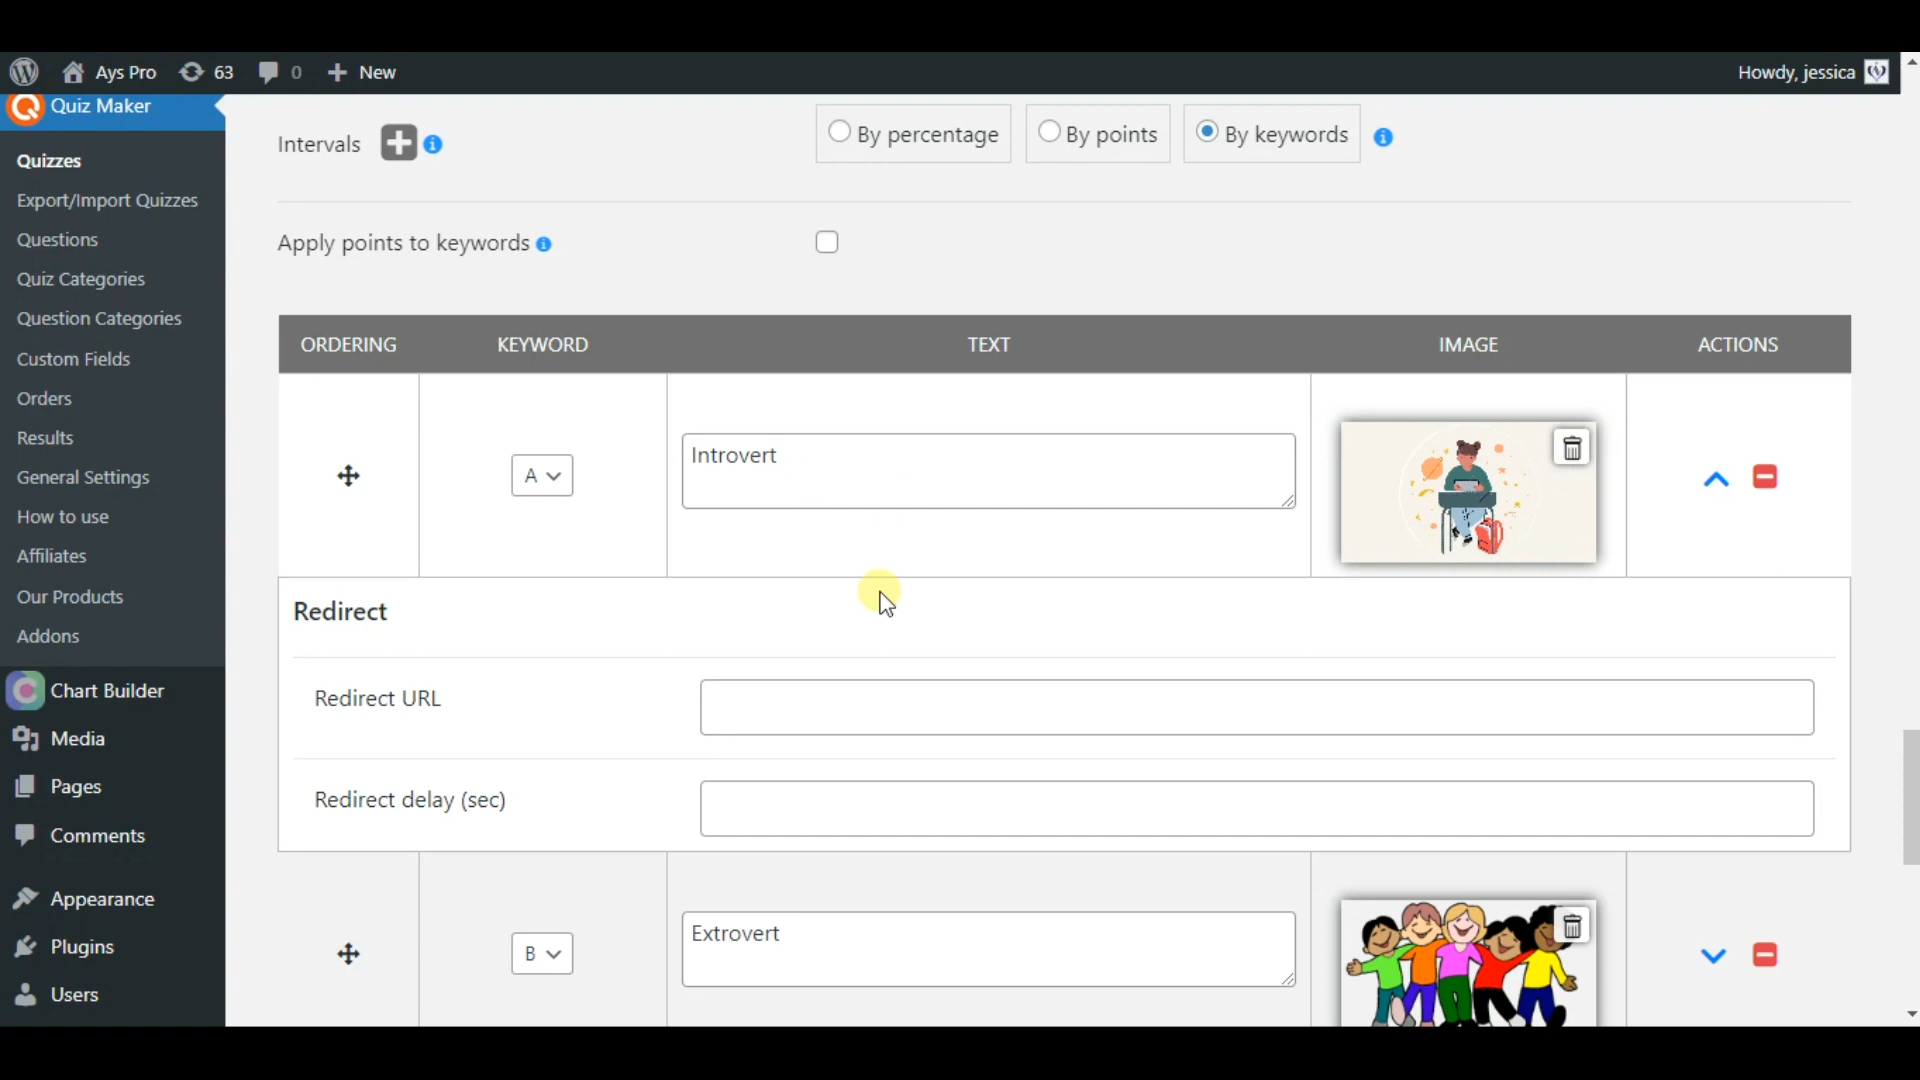 Ays Pro 63 0 New Howdy, jessica
Quiz Maker
Quizzes
Export/Import Quizzes
Questions
Quiz Categories
Question Categories
Custom Fields
Orders
Results
General Settings
How to use
Affiliates
Our Products
Addons
Chart Builder
Media
Pages
Comments
Appearance
Plugins
Users
Intervals By percentage By points By keywords
Apply points to keywords
ORDERING KEYWORD TEXT IMAGE ACTIONS
A Introvert
Redirect
Redirect URL
Redirect delay (sec)
B Extrovert